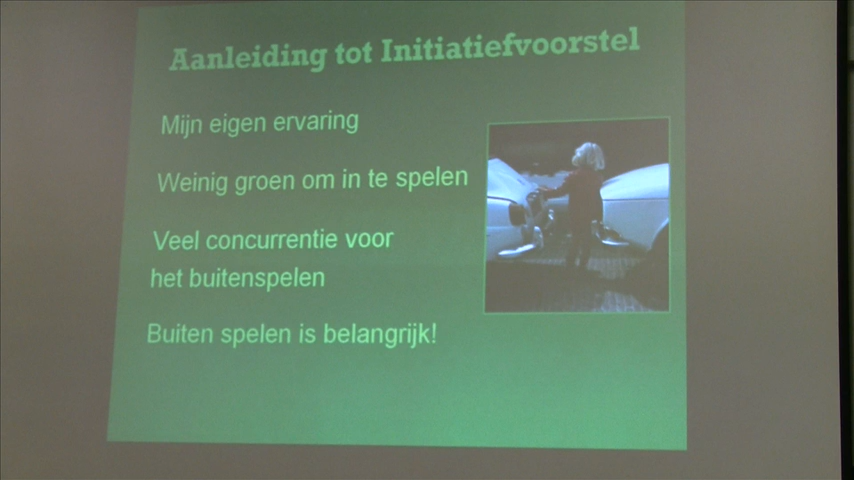 Aanleiding tot Initiatiefvoorstel
Mijn eigen ervaring
Weinig groen om in te spelen
Veel concurrentie voor
het buitenspelen
Buiten spelen is belangrijk!